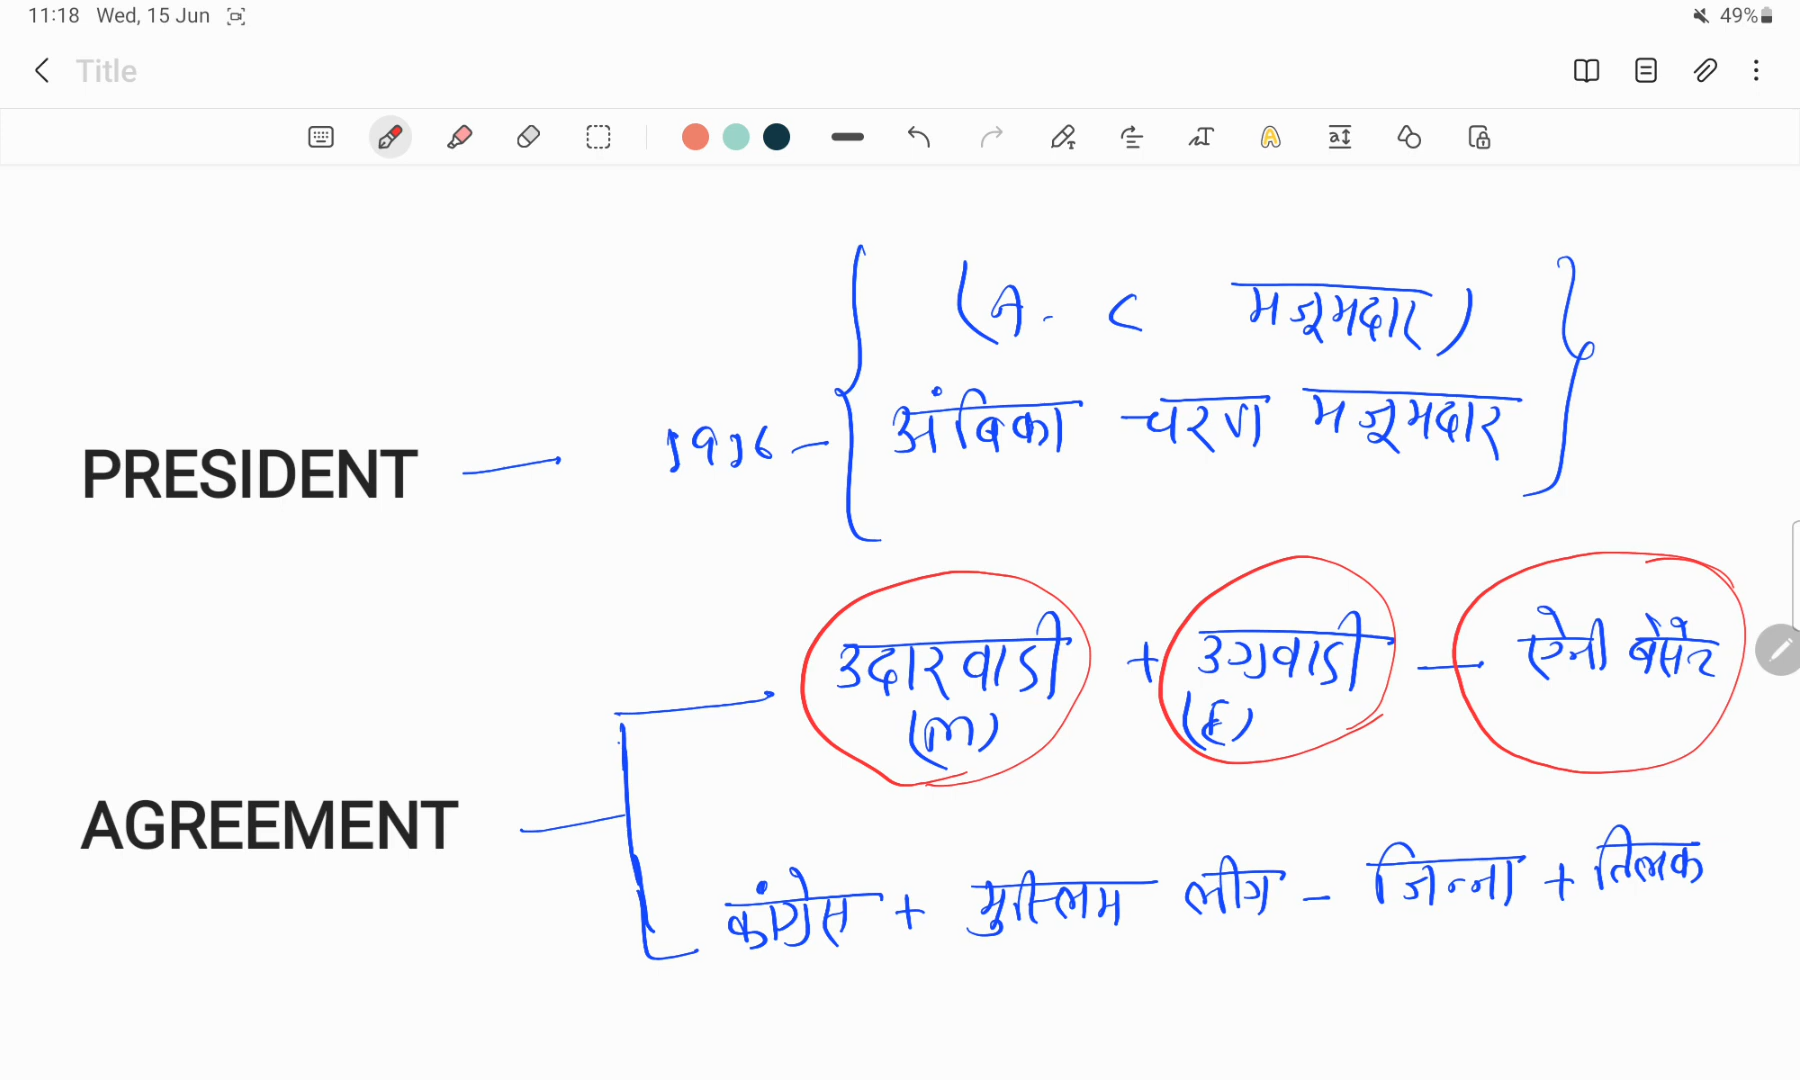 11:18 Wed, 15 Jun 49%
Title
(A. C मजूमदार)
PRESIDENT — 1916 – अंबिका चरण मजूमदार
उदारवादी + उग्रवादी — ऐनी बेसेंट
(M) (E)
AGREEMENT
कांग्रेस + मुस्लिम लीग – जिन्ना + तिलक